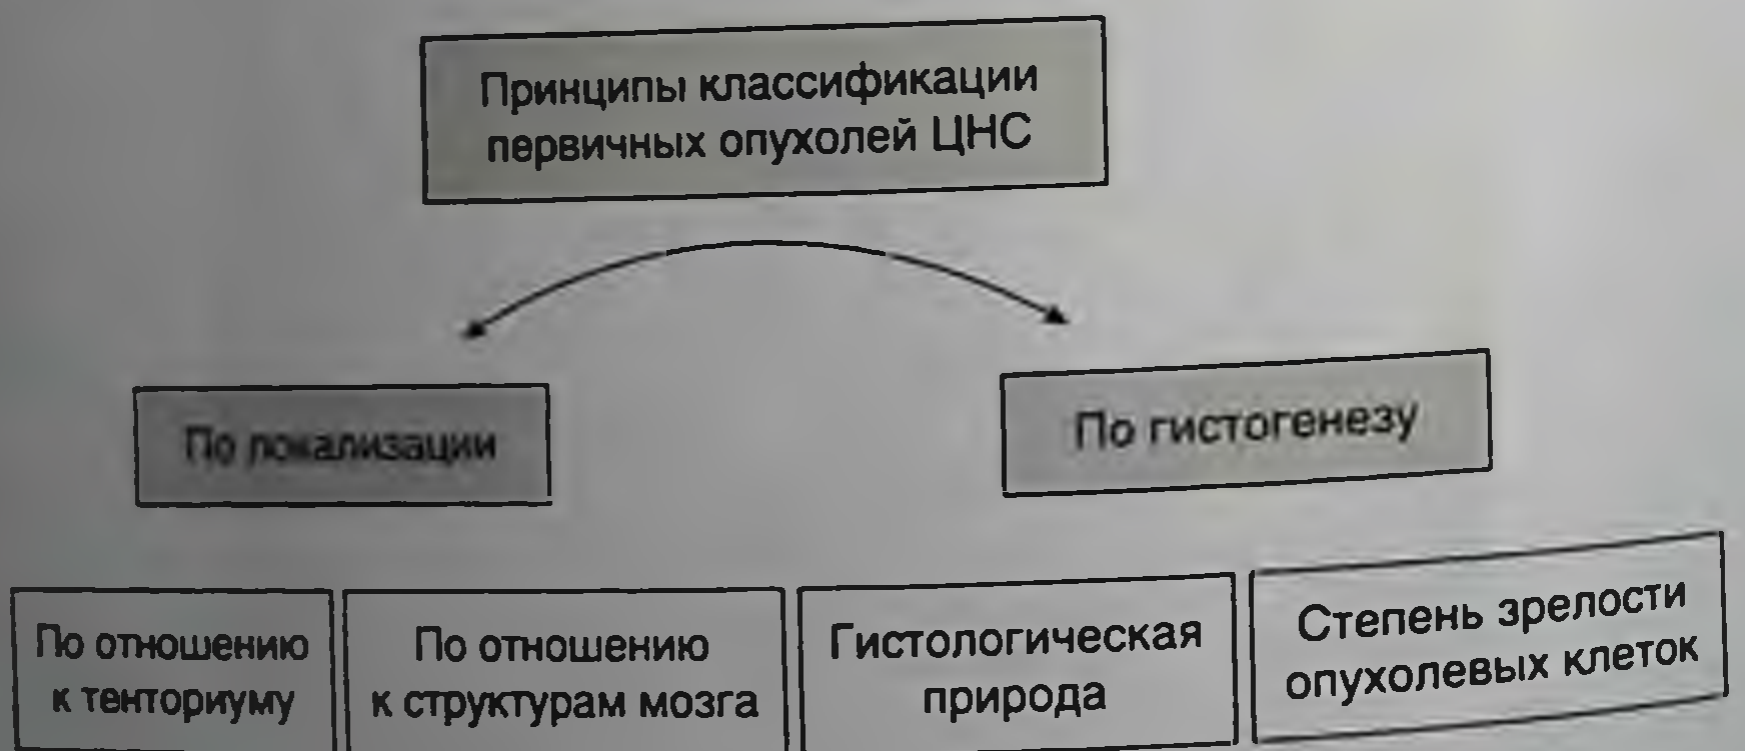 Принципы классификации
первичных опухолей ЦНС
По локализации
По гистогенезу
По отношению
к тенториуму
По отношению
к структурам мозга
Гистологическая
природа
Степень зрелости
опухолевых клеток